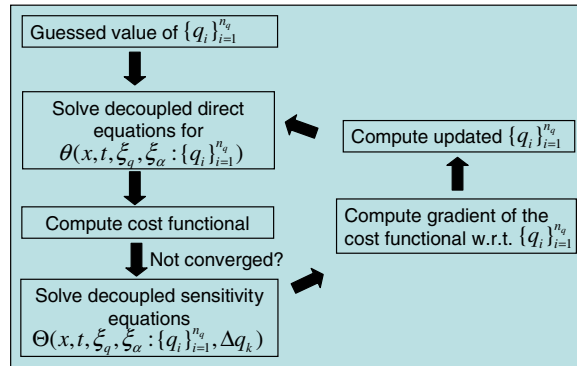 Guessed value of {q_i}_{i=1}^{n_q}
Solve decoupled direct
equations for
θ(x,t,ξ_q,ξ_α : {q_i}_{i=1}^{n_q})
Compute cost functional
Not converged?
Solve decoupled sensitivity
equations
Θ(x,t,ξ_q,ξ_α : {q_i}_{i=1}^{n_q},Δq_k)
Compute gradient of the
cost functional w.r.t. {q_i}_{i=1}^{n_q}
Compute updated {q_i}_{i=1}^{n_q}